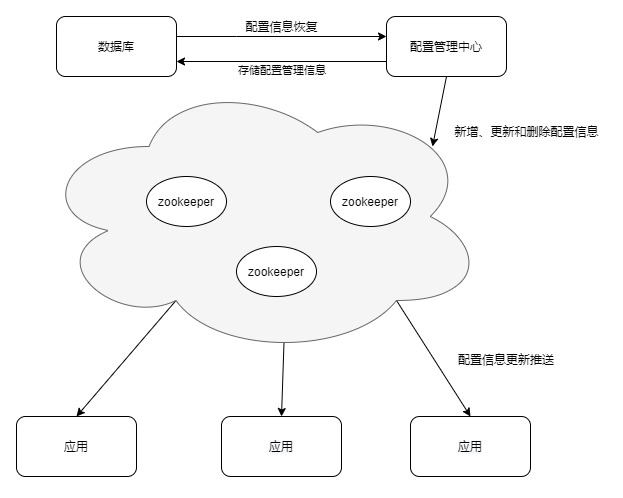 配置信息恢复
数据库
配置管理中心
存储配置管理信息
新增、更新和删除配置信息
zookeeper
zookeeper
zookeeper
配置信息更新推送
应用
应用
应用